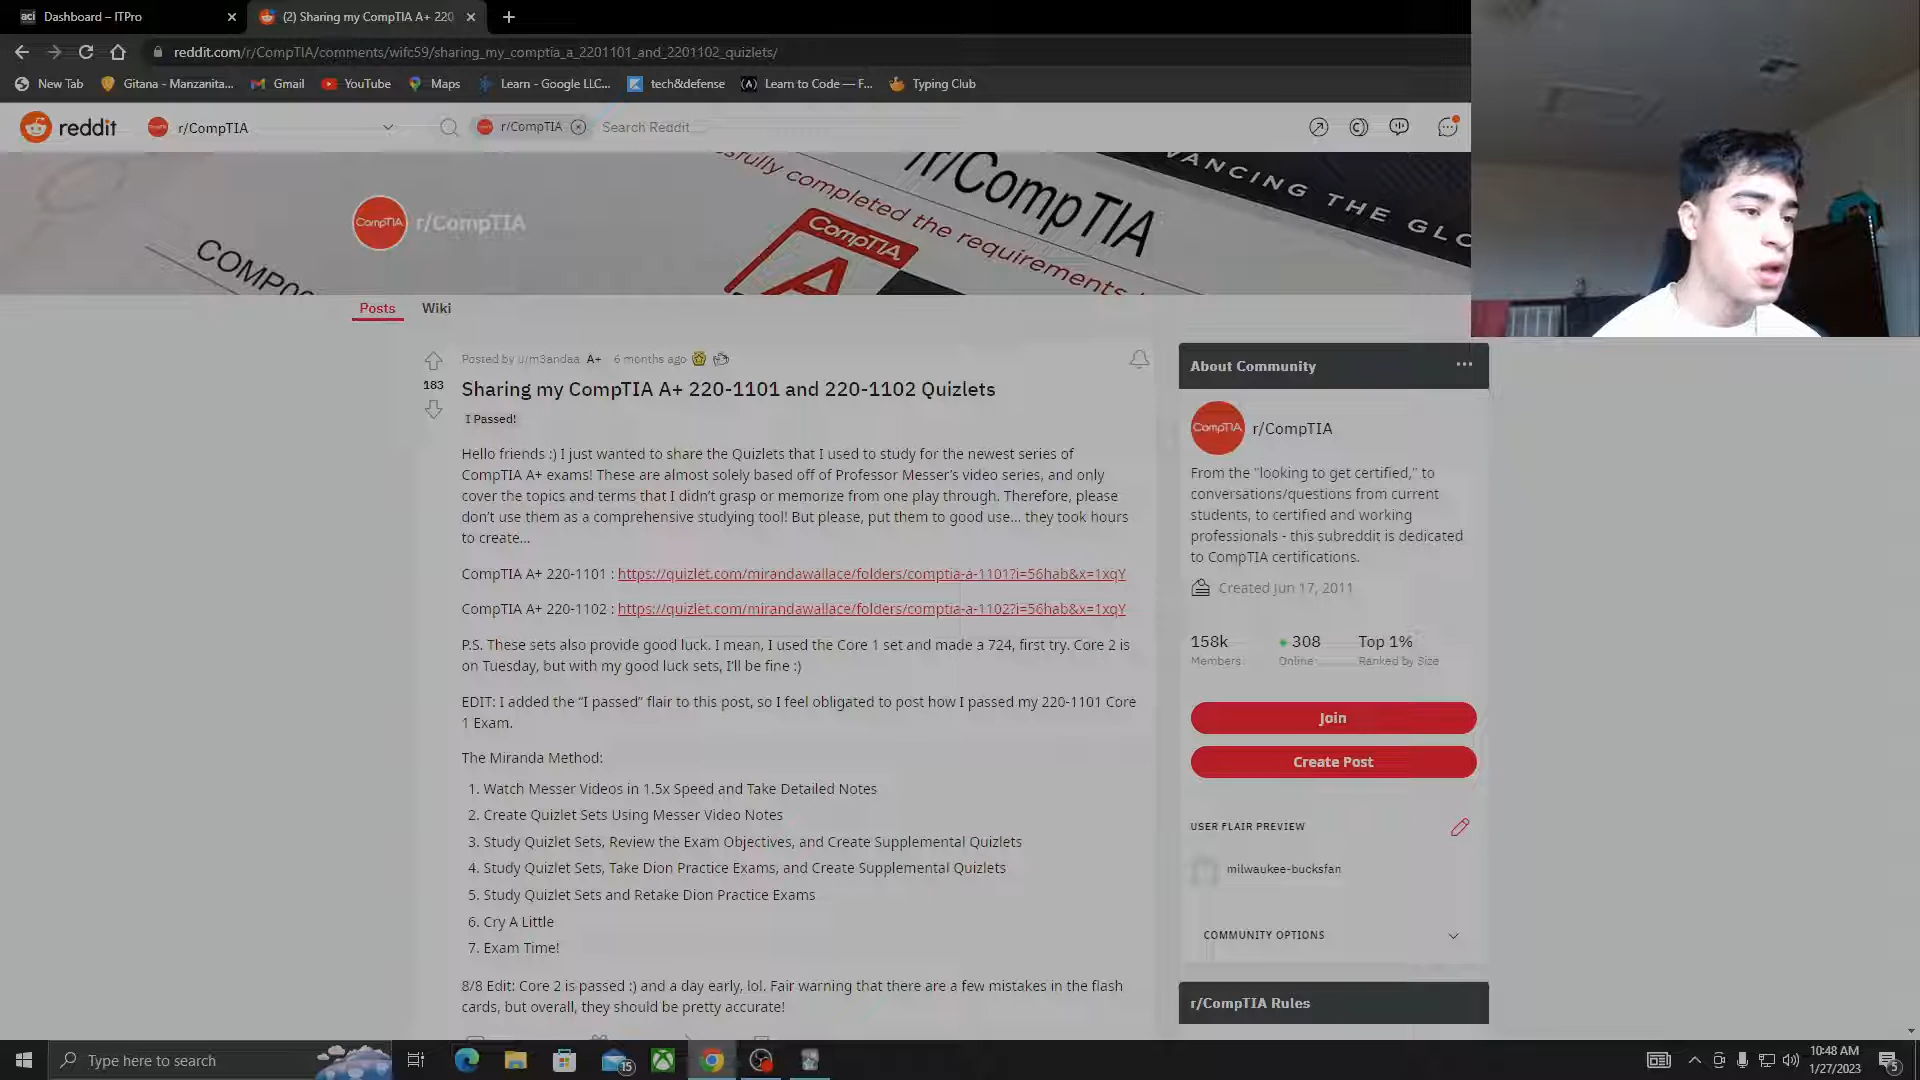 aci Dashboard – ITPro
(2) Sharing my CompTIA A+ 220
reddit.com/r/CompTIA/comments/wifc59/sharing_my_comptia_a_2201101_and_2201102_quizlets/
New Tab Gitana - Manzanita... Gmail YouTube Maps Learn - Google LLC... tech&defense Learn to Code — F... Typing Club
reddit r/CompTIA r/CompTIA Search Reddit
r/CompTIA
VANCING THE GLO
sfully completed the requirements
CompTIA
A
COMP
CompTIA r/CompTIA
Posts Wiki
Posted by u/m3andaa A+ 6 months ago
183
Sharing my CompTIA A+ 220-1101 and 220-1102 Quizlets
I Passed!
Hello friends :) I just wanted to share the Quizlets that I used to study for the newest series of
CompTIA A+ exams! These are almost solely based off of Professor Messer's video series, and only
cover the topics and terms that I didn't grasp or memorize from one play through. Therefore, please
don't use them as a comprehensive studying tool! But please, put them to good use... they took hours
to create...
CompTIA A+ 220-1101 : https://quizlet.com/mirandawallace/folders/comptia-a-1101?i=56hab&x=1xqY
CompTIA A+ 220-1102 : https://quizlet.com/mirandawallace/folders/comptia-a-1102?i=56hab&x=1xqY
P.S. These sets also provide good luck. I mean, I used the Core 1 set and made a 724, first try. Core 2 is
on Tuesday, but with my good luck sets, I'll be fine :)
EDIT: I added the “I passed” flair to this post, so I feel obligated to post how I passed my 220-1101 Core
1 Exam.
The Miranda Method:
1. Watch Messer Videos in 1.5x Speed and Take Detailed Notes
2. Create Quizlet Sets Using Messer Video Notes
3. Study Quizlet Sets, Review the Exam Objectives, and Create Supplemental Quizlets
4. Study Quizlet Sets, Take Dion Practice Exams, and Create Supplemental Quizlets
5. Study Quizlet Sets and Retake Dion Practice Exams
6. Cry A Little
7. Exam Time!
8/8 Edit: Core 2 is passed :) and a day early, lol. Fair warning that there are a few mistakes in the flash
cards, but overall, they should be pretty accurate!
About Community
CompTIA r/CompTIA
From the "looking to get certified," to
conversations/questions from current
students, to certified and working
professionals - this subreddit is dedicated
to CompTIA certifications.
Created Jun 17, 2011
158k 308 Top 1%
Members Online Ranked by Size
Join
Create Post
USER FLAIR PREVIEW
milwaukee-bucksfan
COMMUNITY OPTIONS
r/CompTIA Rules
Type here to search
15
10:48 AM
1/27/2023
5